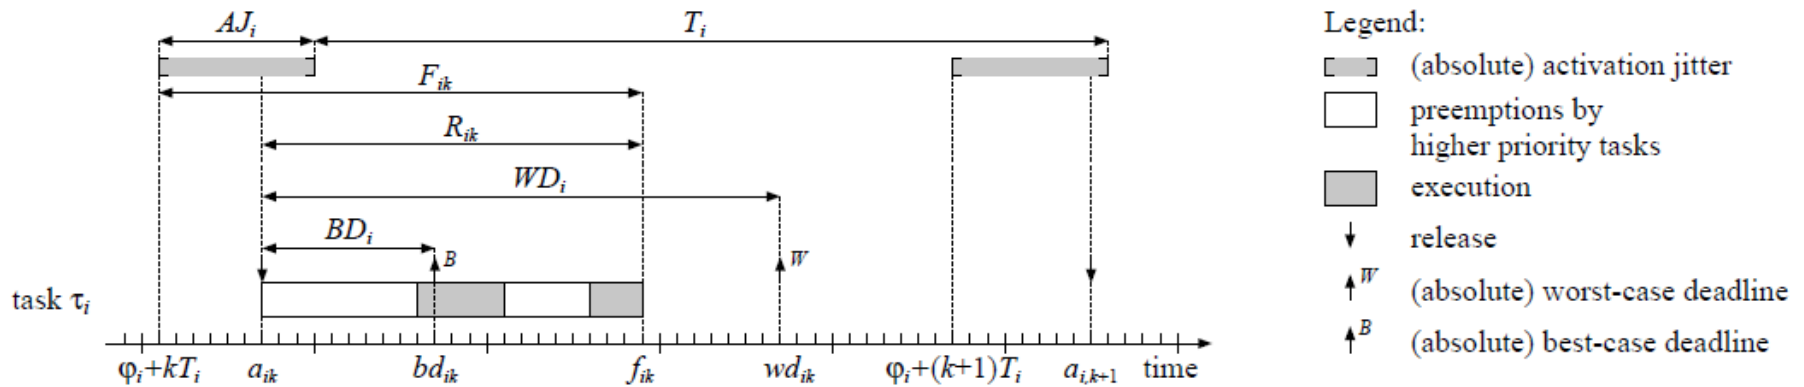 AJᵢ
Tᵢ
Fᵢₖ
Rᵢₖ
WDᵢ
BDᵢ
B
W
task τᵢ
φᵢ+kTᵢ aᵢₖ bdᵢₖ fᵢₖ wdᵢₖ φᵢ+(k+1)Tᵢ aᵢ,ₖ₊₁ time
Legend:
(absolute) activation jitter
preemptions by
higher priority tasks
execution
release
W (absolute) worst-case deadline
B (absolute) best-case deadline